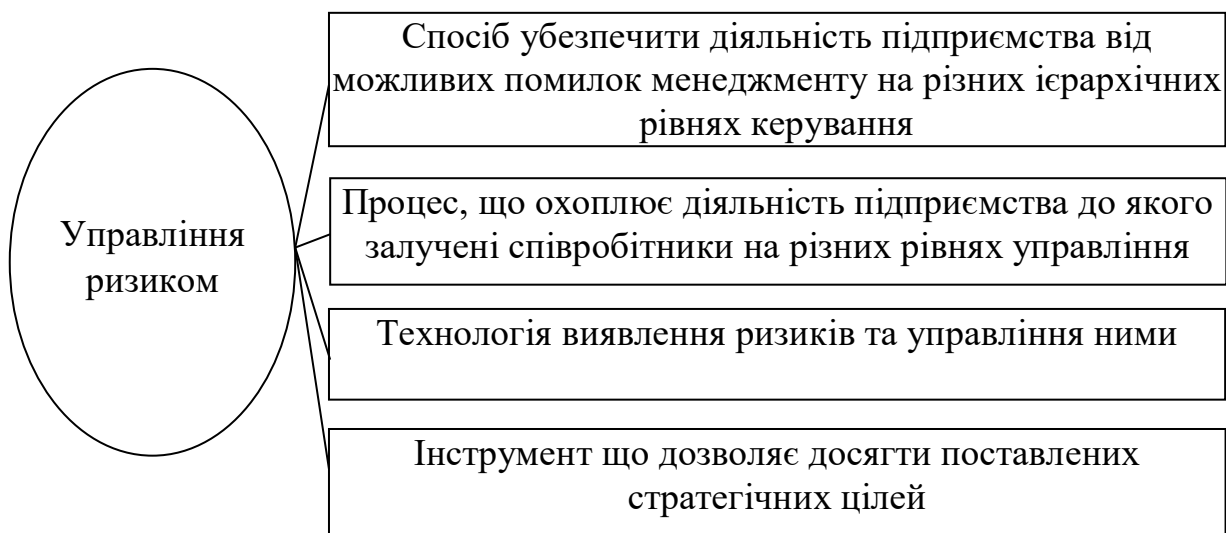 Управління
ризиком
Спосіб убезпечити діяльність підприємства від
можливих помилок менеджменту на різних ієрархічних
рівнях керування
Процес, що охоплює діяльність підприємства до якого
залучені співробітники на різних рівнях управління
Технологія виявлення ризиків та управління ними
Інструмент що дозволяє досягти поставлених
стратегічних цілей